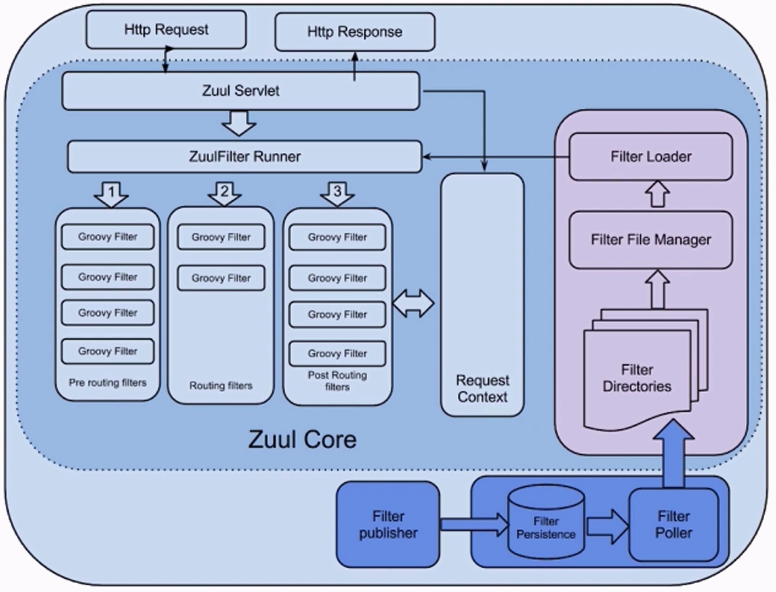 Http Request
Http Response
Zuul Servlet
ZuulFilter Runner
Filter Loader
1
2
3
Groovy Filter
Groovy Filter
Groovy Filter
Groovy Filter
Pre routing filters
Groovy Filter
Groovy Filter
Routing filters
Groovy Filter
Groovy Filter
Groovy Filter
Groovy Filter
Post Routing
filters
Request
Context
Filter File Manager
Filter
Directories
Zuul Core
Filter
publisher
Filter
Persistence
Filter
Poller